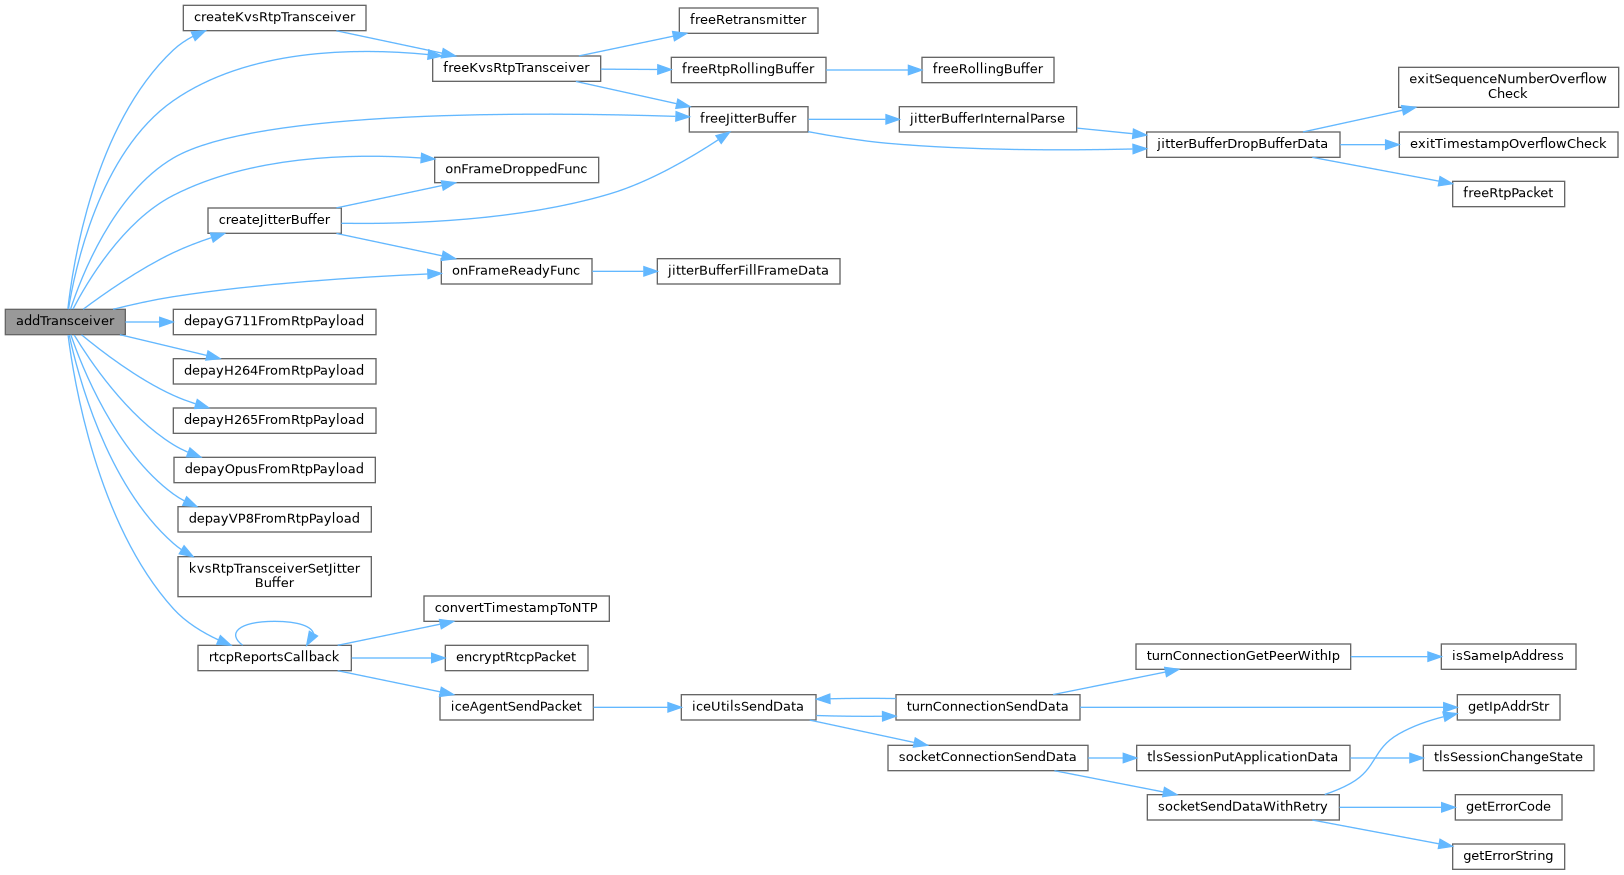 createKvsRtpTransceiver
freeRetransmitter
freeKvsRtpTransceiver
freeRtpRollingBuffer
freeRollingBuffer
exitSequenceNumberOverflow
Check
freeJitterBuffer
jitterBufferInternalParse
jitterBufferDropBufferData
exitTimestampOverflowCheck
onFrameDroppedFunc
freeRtpPacket
createJitterBuffer
onFrameReadyFunc
jitterBufferFillFrameData
addTransceiver
depayG711FromRtpPayload
depayH264FromRtpPayload
depayH265FromRtpPayload
depayOpusFromRtpPayload
depayVP8FromRtpPayload
kvsRtpTransceiverSetJitter
Buffer
convertTimestampToNTP
rtcpReportsCallback
encryptRtcpPacket
turnConnectionGetPeerWithIp
isSameIpAddress
iceAgentSendPacket
iceUtilsSendData
turnConnectionSendData
getIpAddrStr
socketConnectionSendData
tlsSessionPutApplicationData
tlsSessionChangeState
socketSendDataWithRetry
getErrorCode
getErrorString